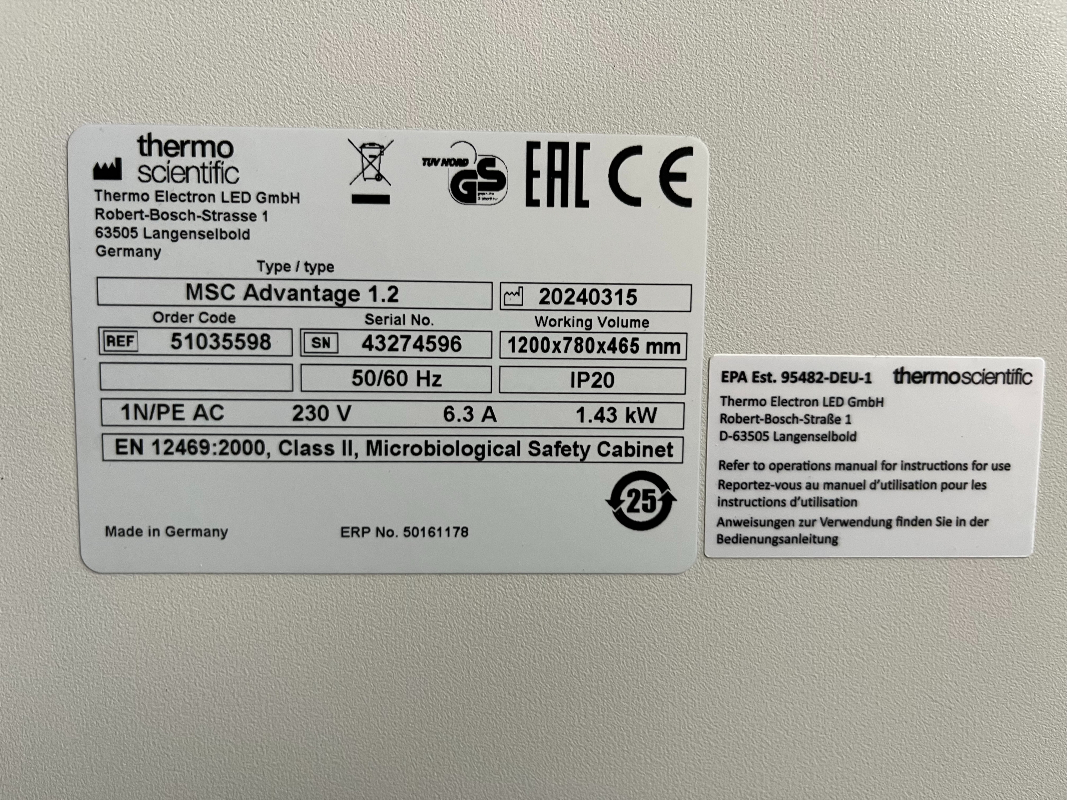 thermo
scientific
Thermo Electron LED GmbH
Robert-Bosch-Strasse 1
63505 Langenselbold
Germany
TÜV NORD
GS
EAC CE
Type / type
MSC Advantage 1.2
20240315
Order Code
Serial No.
Working Volume
REF 51035598
SN 43274596
1200x780x465 mm
50/60 Hz
IP20
1N/PE AC 230 V 6.3 A 1.43 kW
EN 12469:2000, Class II, Microbiological Safety Cabinet
25
Made in Germany
ERP No. 50161178
EPA Est. 95482-DEU-1 thermoscientific
Thermo Electron LED GmbH
Robert-Bosch-Straße 1
D-63505 Langenselbold
Refer to operations manual for instructions for use
Reportez-vous au manuel d'utilisation pour les
instructions d'utilisation
Anweisungen zur Verwendung finden Sie in der
Bedienungsanleitung